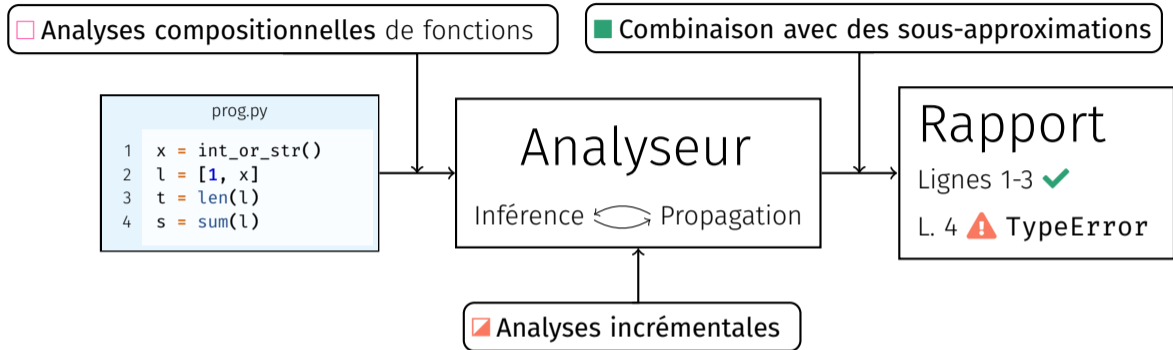 Analyses compositionnelles de fonctions
Combinaison avec des sous-approximations
prog.py
1 x = int_or_str()
2 l = [1, x]
3 t = len(l)
4 s = sum(l)
Analyseur
Inférence Propagation
Rapport
Lignes 1-3 ✔
L. 4 ⚠ TypeError
Analyses incrémentales